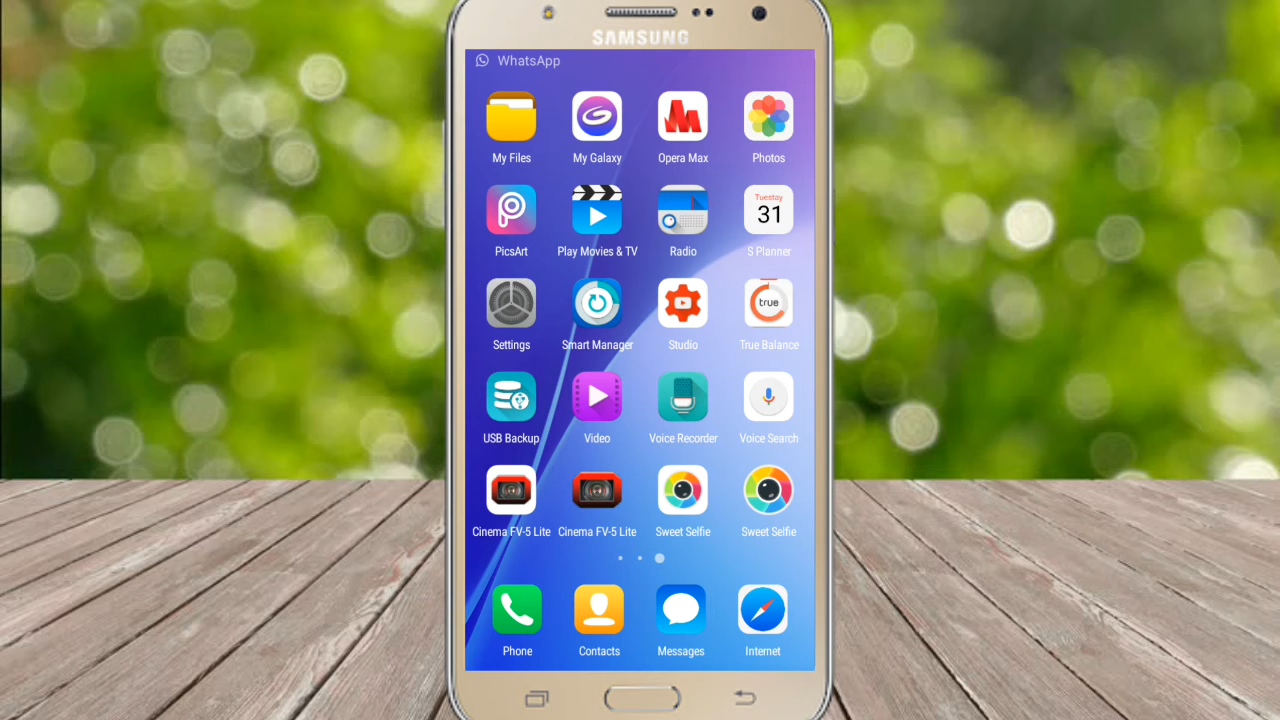 SAMSUNG
WhatsApp
My Files
My Galaxy
Opera Max
Photos
Tuesday
31
PicsArt
Play Movies & TV
Radio
S Planner
true
Settings
Smart Manager
Studio
True Balance
USB Backup
Video
Voice Recorder
Voice Search
Cinema FV-5 Lite
Cinema FV-5 Lite
Sweet Selfie
Sweet Selfie
Phone
Contacts
Messages
Internet